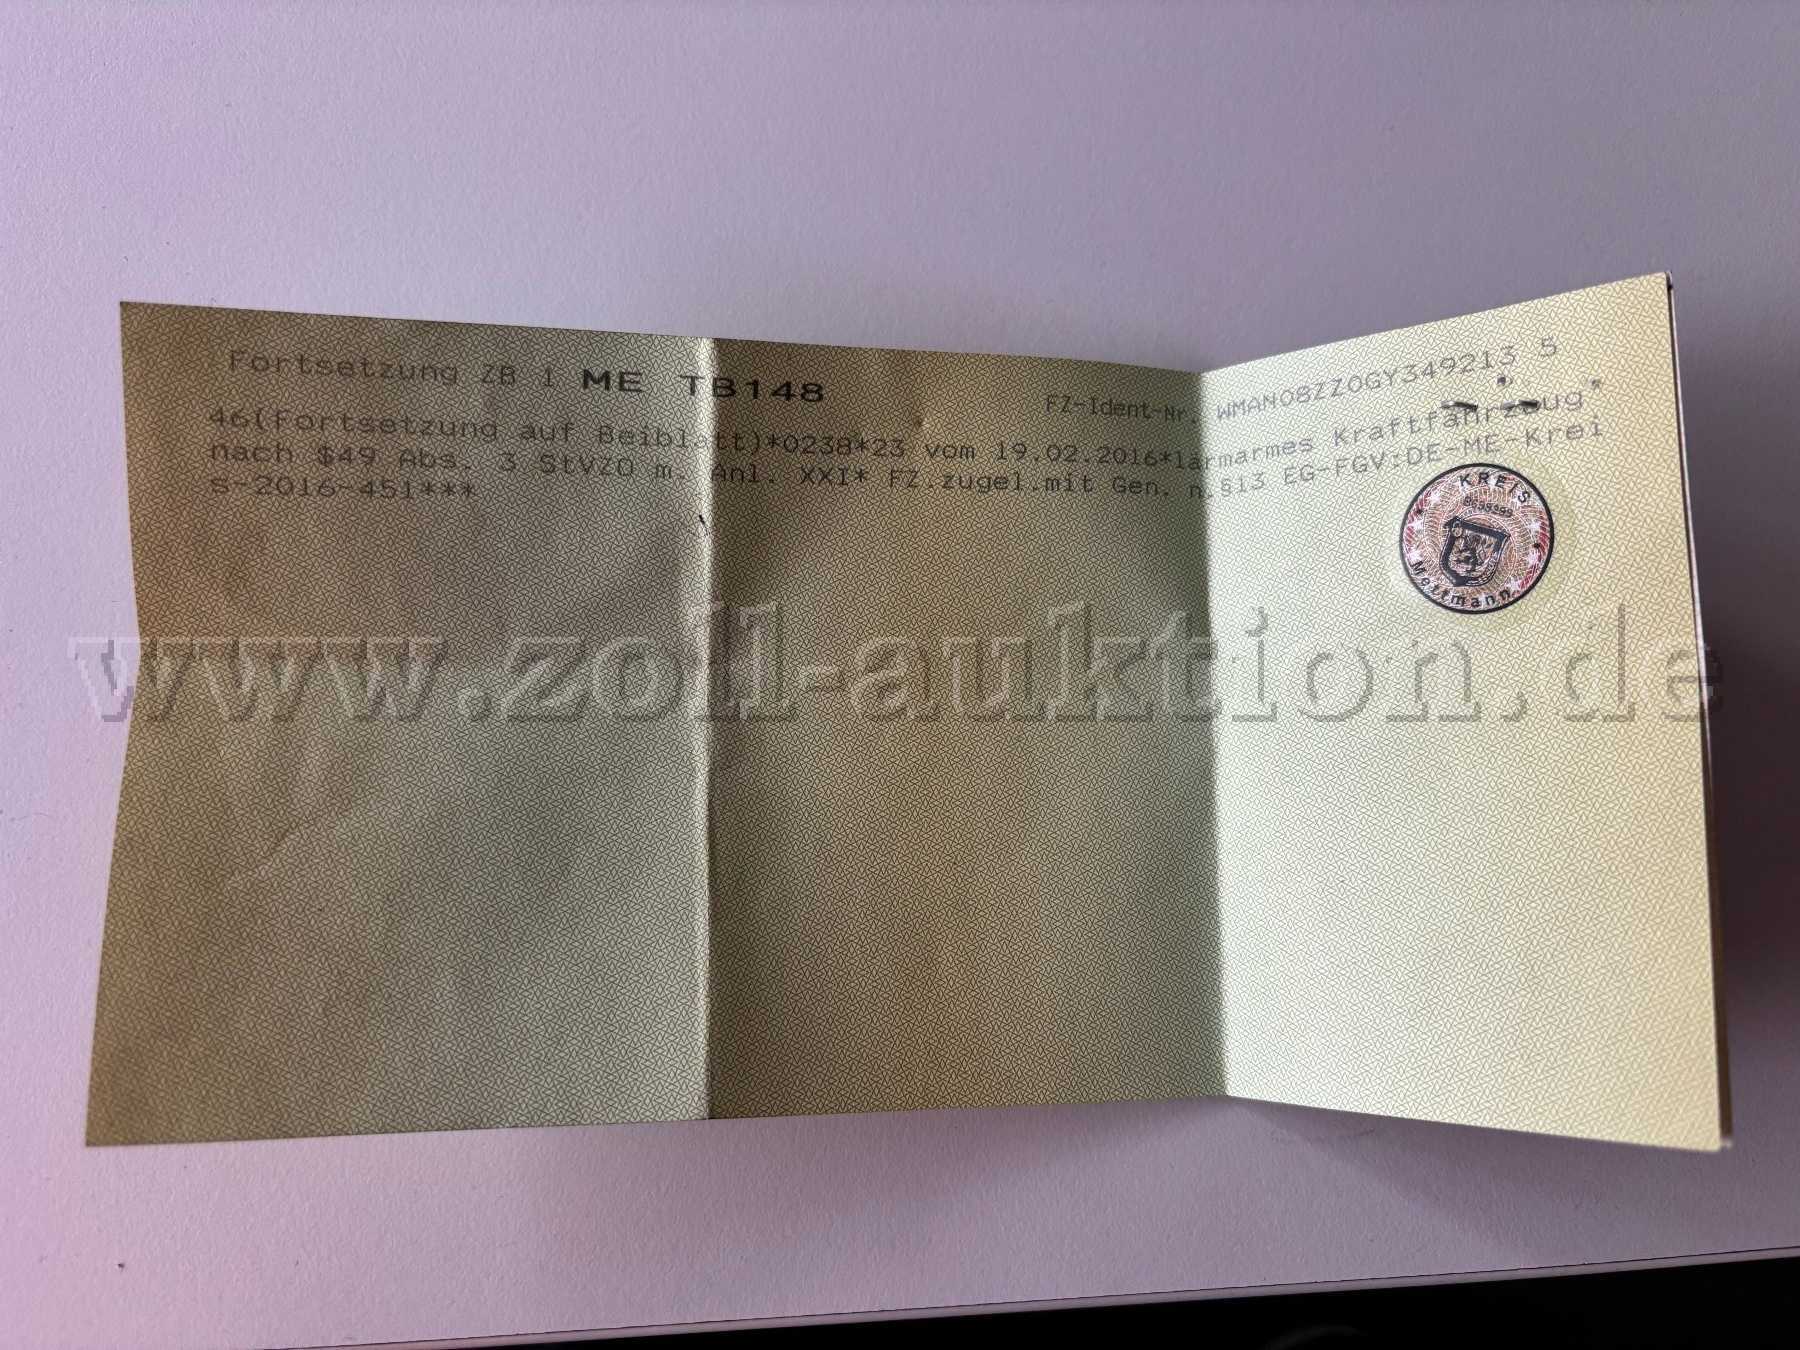 Fortsetzung ZB 1 ME TB148 FZ-Ident-Nr. WMAN08ZZ0GY349213 5
46(Fortsetzung auf Beiblatt)*0238*23 vom 19.02.2016*lärmarmes Kraftfahrzeug
nach §49 Abs. 3 StVZO m. Anl. XXI* FZ.zugel.mit Gen. n.§13 EG-FGV:DE-ME-Krei
s-2016-451***
KREIS
Mettmann
www.zoll-auktion.de